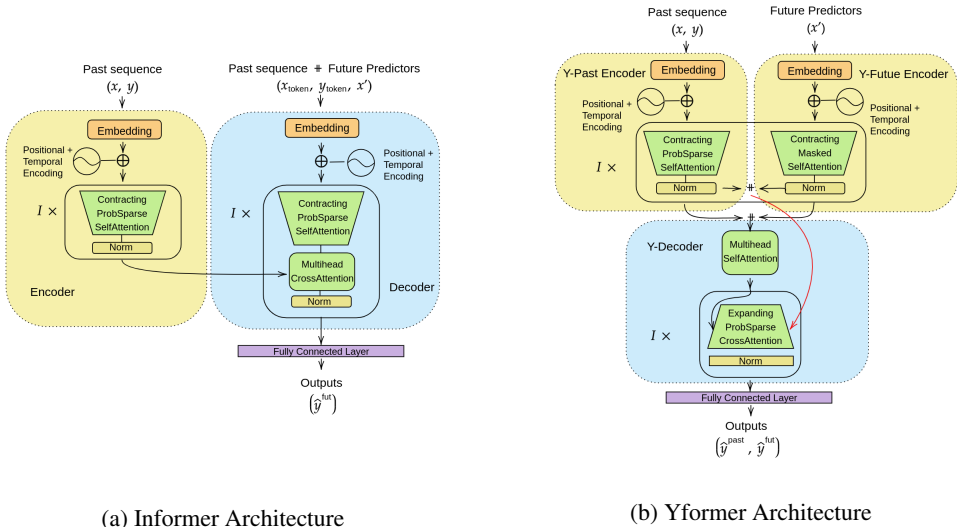 Past sequence
(x, y)
Embedding
Positional +
Temporal
Encoding
I ×
Contracting
ProbSparse
SelfAttention
Norm
Encoder
Past sequence ⧺ Future Predictors
(x_token, y_token, x′)
Embedding
Positional +
Temporal
Encoding
I ×
Contracting
ProbSparse
SelfAttention
Multihead
CrossAttention
Norm
Decoder
Fully Connected Layer
Outputs
(ŷ^fut)
(a) Informer Architecture
Past sequence
(x, y)
Future Predictors
(x′)
Y-Past Encoder
Embedding
Embedding
Y-Futue Encoder
Positional +
Temporal
Encoding
Positional +
Temporal
Encoding
I ×
Contracting
ProbSparse
SelfAttention
Norm
⧺
Contracting
Masked
SelfAttention
Norm
⧺
Y-Decoder
Multihead
SelfAttention
I ×
Expanding
ProbSparse
CrossAttention
Norm
Fully Connected Layer
Outputs
(ŷ^past , ŷ^fut)
(b) Yformer Architecture